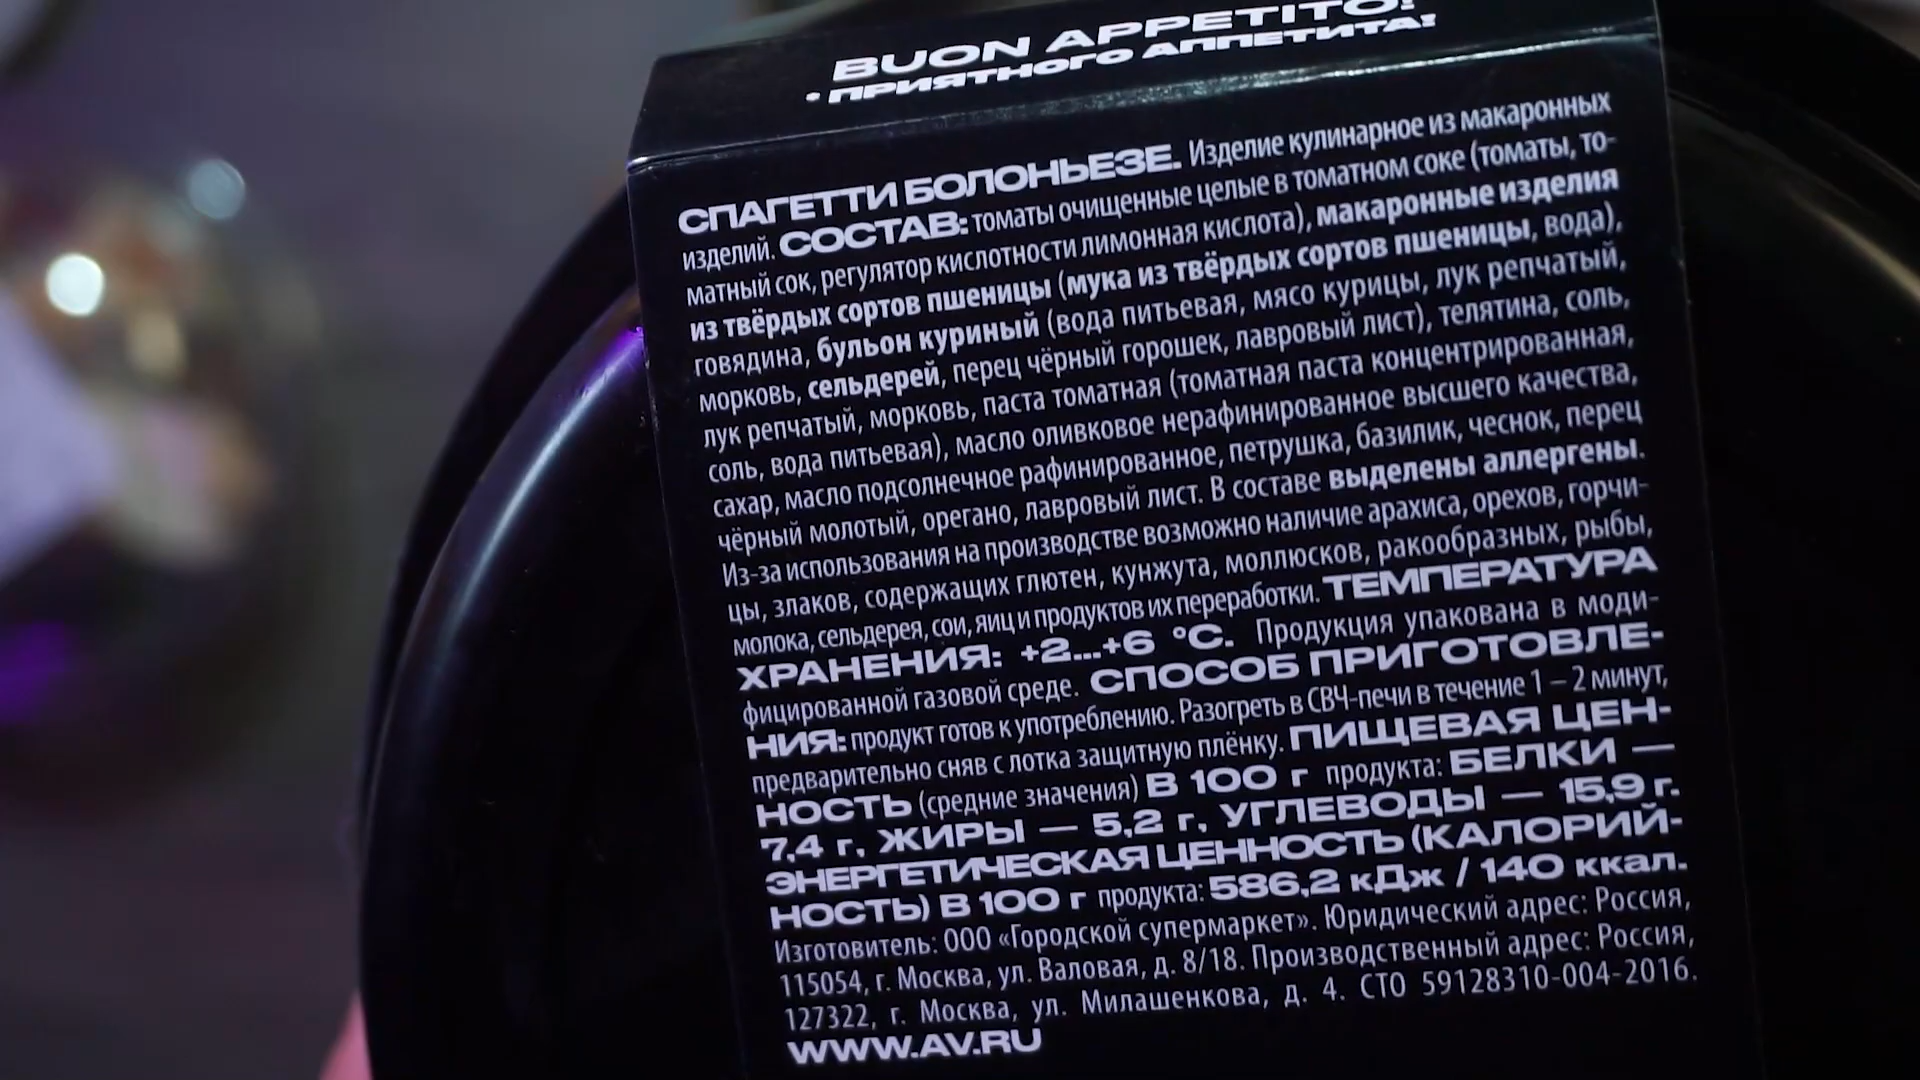 BUON APPETITO!
• ПРИЯТНОГО АППЕТИТА!
СПАГЕТТИ БОЛОНЬЕЗЕ. Изделие кулинарное из макаронных
изделий. СОСТАВ: томаты очищенные целые в томатном соке (томаты, то-
матный сок, регулятор кислотности лимонная кислота), макаронные изделия
из твёрдых сортов пшеницы (мука из твёрдых сортов пшеницы, вода),
говядина, бульон куриный (вода питьевая, мясо курицы, лук репчатый,
морковь, сельдерей, перец чёрный горошек, лавровый лист), телятина, соль,
лук репчатый, морковь, паста томатная (томатная паста концентрированная,
соль, вода питьевая), масло оливковое нерафинированное высшего качества,
сахар, масло подсолнечное рафинированное, петрушка, базилик, чеснок, перец
чёрный молотый, орегано, лавровый лист. В составе выделены аллергены.
Из-за использования на производстве возможно наличие арахиса, орехов, горчи-
цы, злаков, содержащих глютен, кунжута, моллюсков, ракообразных, рыбы,
молока, сельдерея, сои, яиц и продуктов их переработки. ТЕМПЕРАТУРА
ХРАНЕНИЯ: +2...+6 °С. Продукция упакована в моди-
фицированной газовой среде. СПОСОБ ПРИГОТОВЛЕ-
НИЯ: продукт готов к употреблению. Разогреть в СВЧ-печи в течение 1 – 2 минут,
предварительно сняв с лотка защитную плёнку. ПИЩЕВАЯ ЦЕН-
НОСТЬ (средние значения) В 100 г продукта: БЕЛКИ —
7,4 г, ЖИРЫ — 5,2 г, УГЛЕВОДЫ — 15,9 г.
ЭНЕРГЕТИЧЕСКАЯ ЦЕННОСТЬ (КАЛОРИЙ-
НОСТЬ) В 100 г продукта: 586,2 кДж / 140 ккал.
Изготовитель: ООО «Городской супермаркет». Юридический адрес: Россия,
115054, г. Москва, ул. Валовая, д. 8/18. Производственный адрес: Россия,
127322, г. Москва, ул. Милашенкова, д. 4. СТО 59128310-004-2016.
WWW.AV.RU